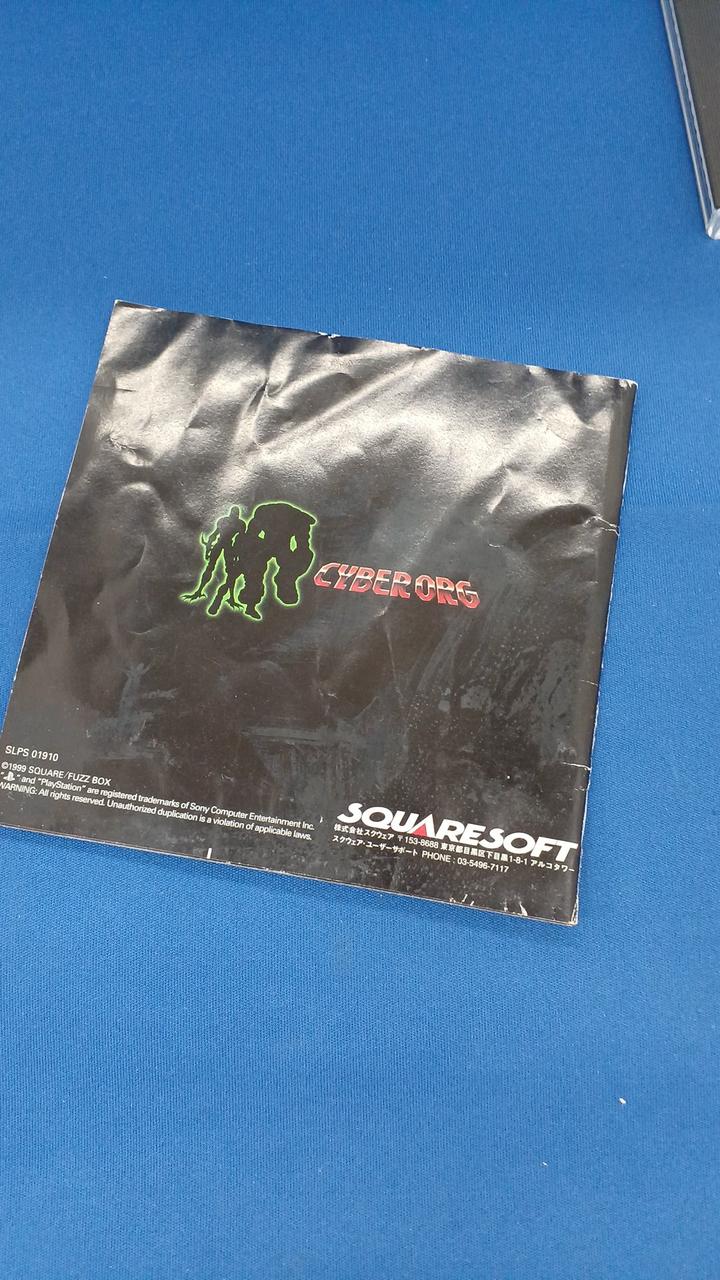 CYBER ORG
SLPS 01910
©1999 SQUARE/FUZZ BOX
" " and "PlayStation" are registered trademarks of Sony Computer Entertainment Inc.
WARNING: All rights reserved. Unauthorized duplication is a violation of applicable laws.
SQUARESOFT
株式会社スクウェア 〒153-8688 東京都目黒区下目黒1-8-1 アルコタワー
スクウェア・ユーザーサポート PHONE : 03-5496-7117